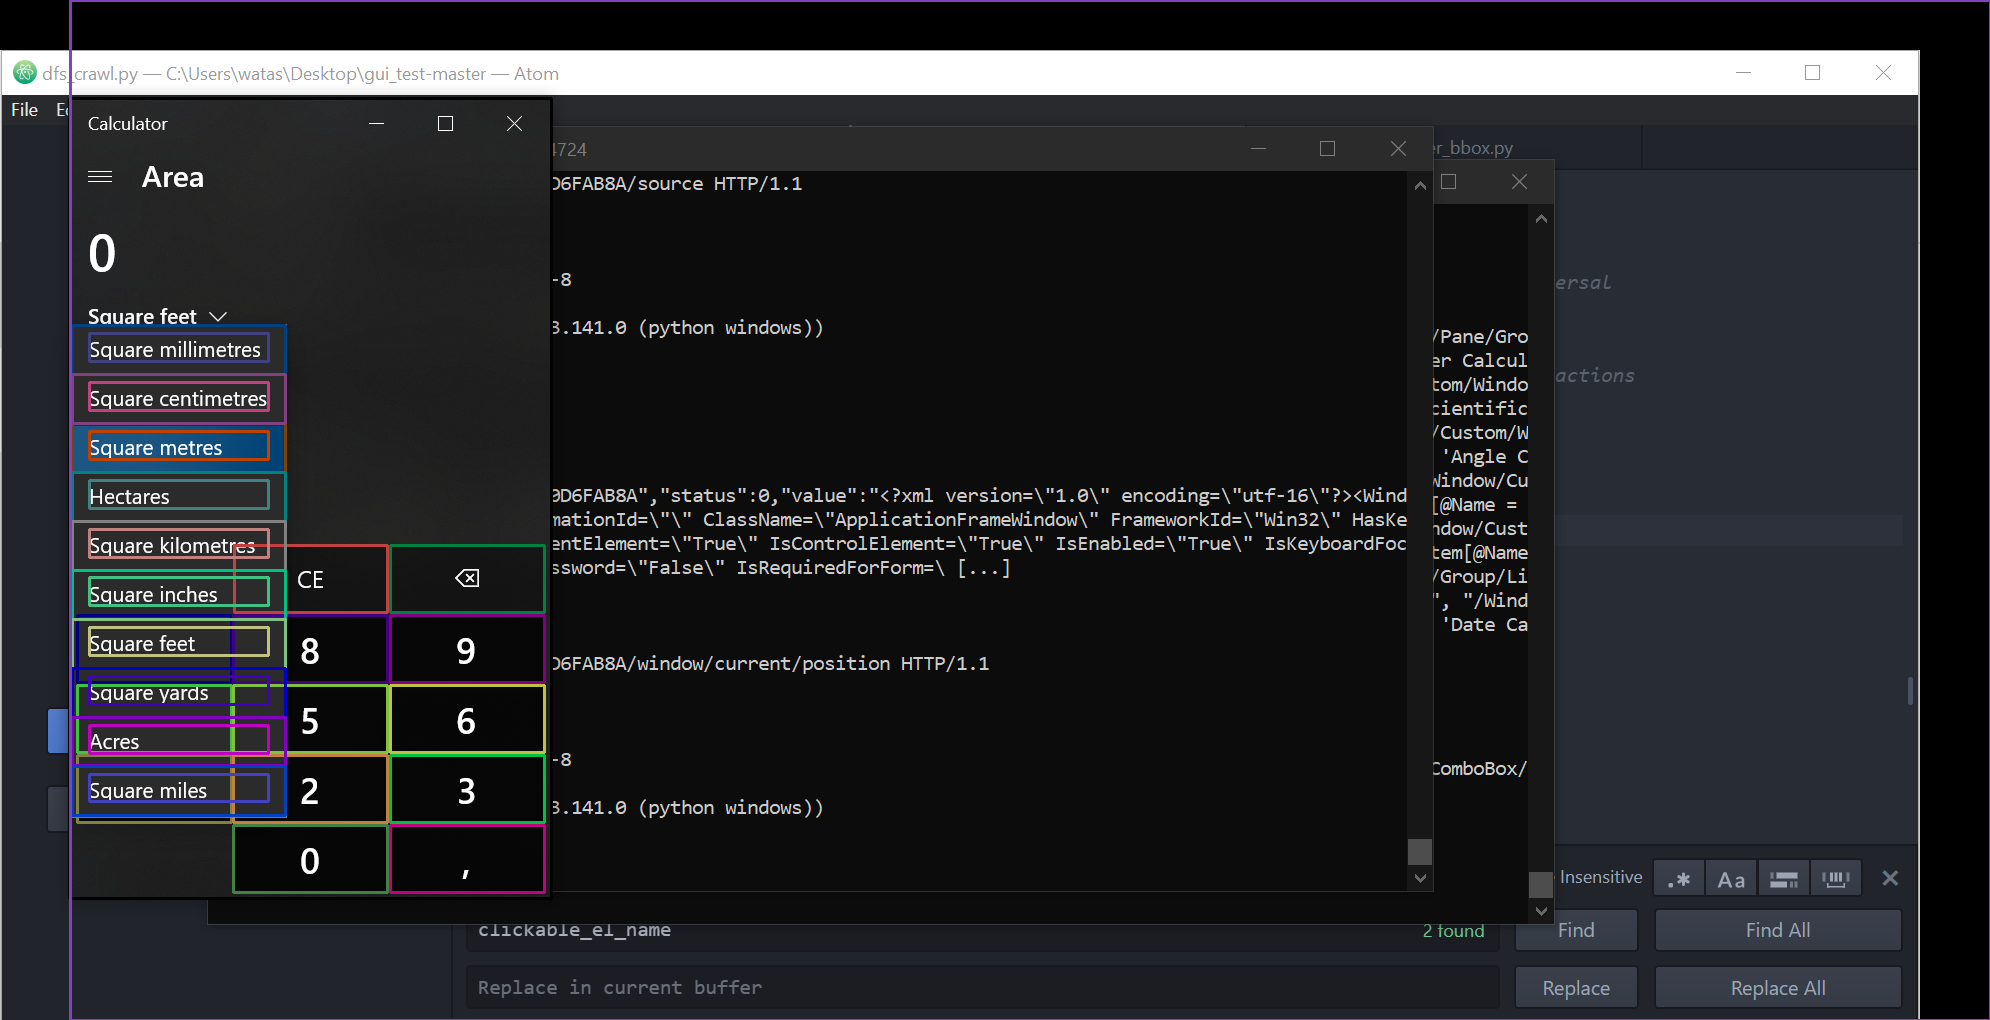 dfs_crawl.py — C:\Users\watas\Desktop\gui_test-master — Atom
File
Calculator
Area
0
Square feet
Square millimetres
Square centimetres
Square metres
Hectares
Square kilometres
Square inches
Square feet
Square yards
Acres
Square miles
CE
8
9
5
6
2
3
0
,
4724
er_bbox.py
D6FAB8A/source HTTP/1.1
-8
3.141.0 (python windows))
0D6FAB8A","status":0,"value":"<?xml version=\"1.0\" encoding=\"utf-16\"?><Wind
mationId=\"\" ClassName=\"ApplicationFrameWindow\" FrameworkId=\"Win32\" HasKe
entElement=\"True\" IsControlElement=\"True\" IsEnabled=\"True\" IsKeyboardFoc
ssword=\"False\" IsRequiredForForm=\ [...]
D6FAB8A/window/current/position HTTP/1.1
-8
3.141.0 (python windows))
/Pane/Gro
er Calcul
tom/Windo
cientific
/Custom/W
'Angle C
Window/Cu
[@Name =
ndow/Cust
tem[@Name
/Group/Li
", "/Wind
'Date Ca
ComboBox/
ersal
actions
Insensitive
.* Aa
clickable_el_name
2 found
Find
Find All
Replace in current buffer
Replace
Replace All